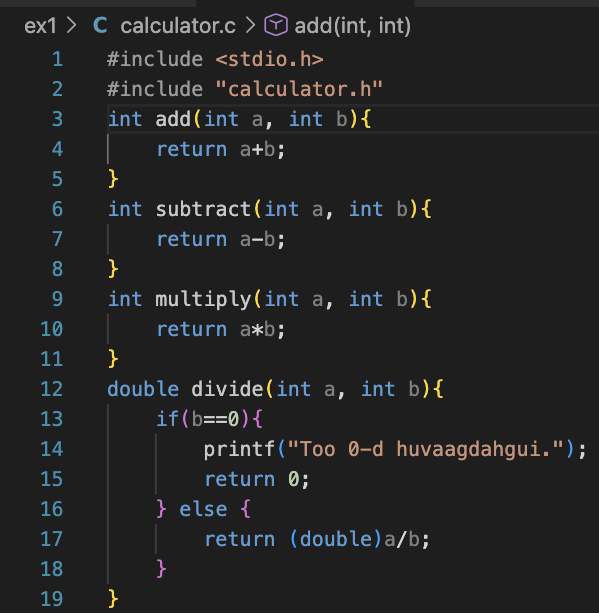 ex1 > C calculator.c > add(int, int)
1 #include <stdio.h>
2 #include "calculator.h"
3 int add(int a, int b){
4     return a+b;
5 }
6 int subtract(int a, int b){
7     return a-b;
8 }
9 int multiply(int a, int b){
10     return a*b;
11 }
12 double divide(int a, int b){
13     if(b==0){
14         printf("Too 0-d huvaagdahgui.");
15         return 0;
16     } else {
17         return (double)a/b;
18     }
19 }